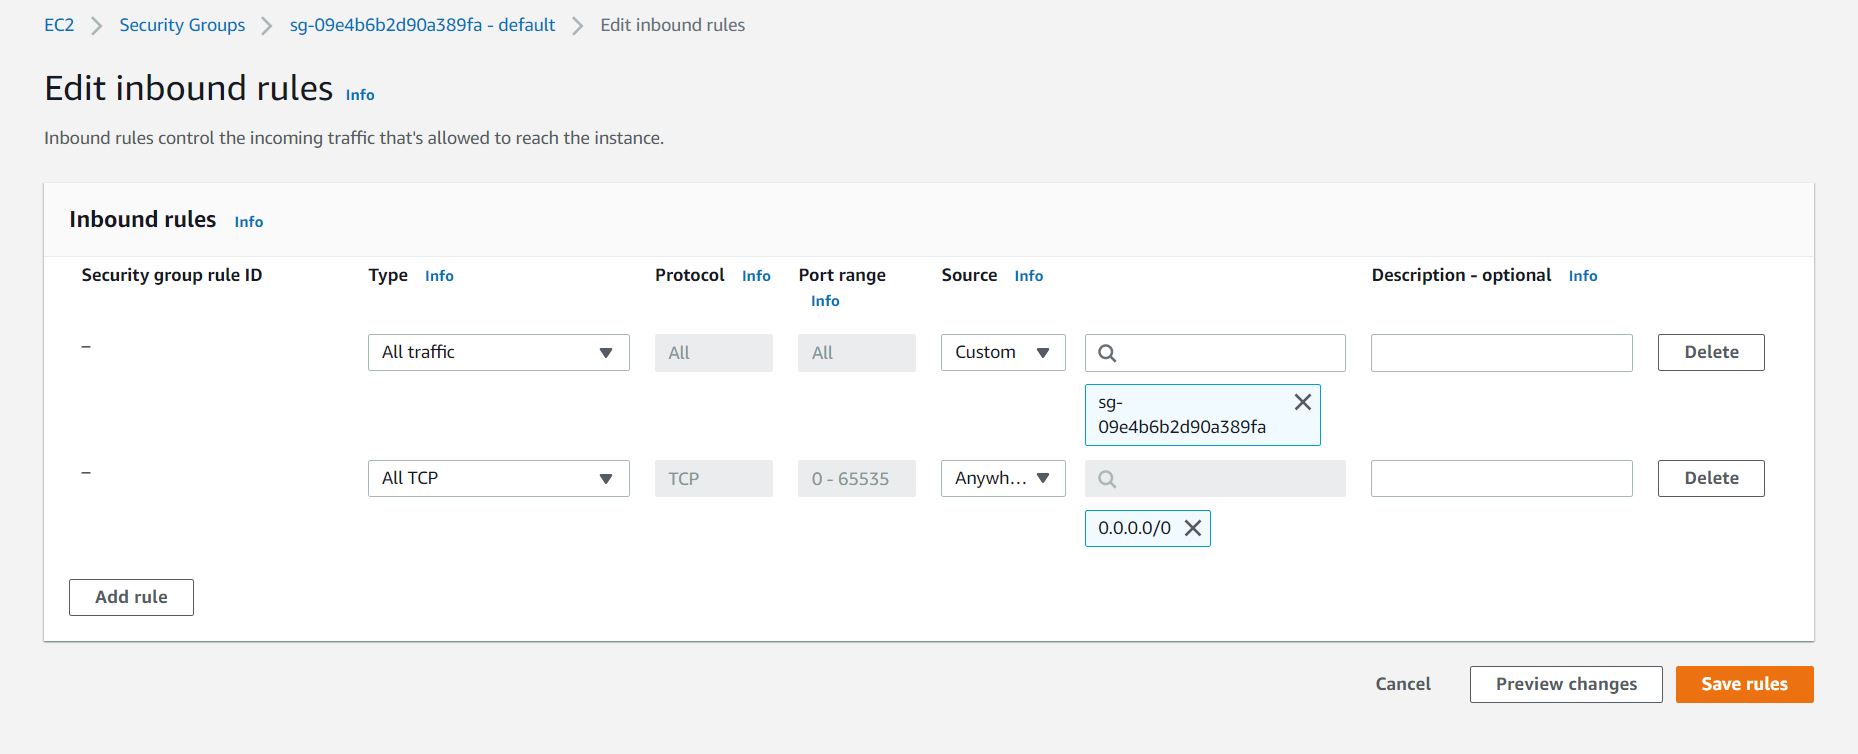 EC2 > Security Groups > sg-09e4b6b2d90a389fa - default > Edit inbound rules
Edit inbound rules Info
Inbound rules control the incoming traffic that's allowed to reach the instance.
Inbound rules Info
Security group rule ID Type Info Protocol Info Port range Source Info Description - optional Info
Info
– All traffic All All Custom Delete
sg-
09e4b6b2d90a389fa
– All TCP TCP 0 - 65535 Anywh... Delete
0.0.0.0/0
Add rule
Cancel Preview changes Save rules